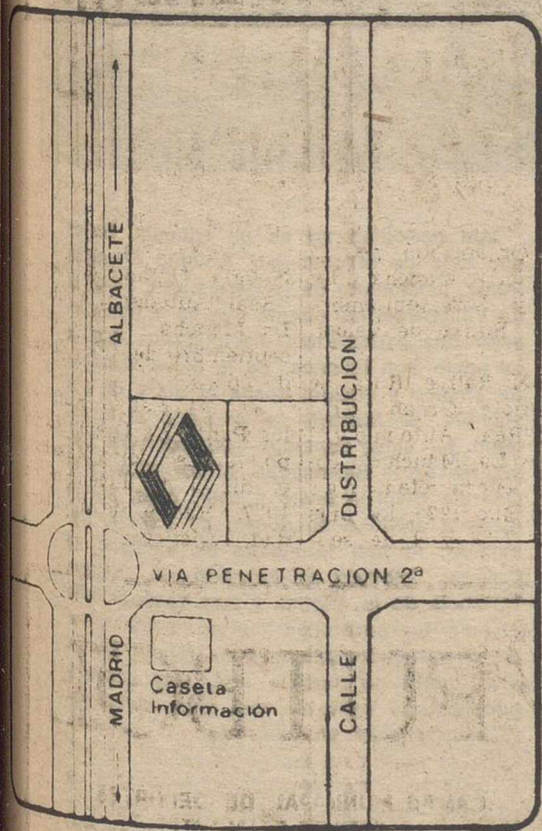 ALBACETE
DISTRIBUCION
VIA PENETRACION 2ª
MADRID
Caseta
Información
CALLE